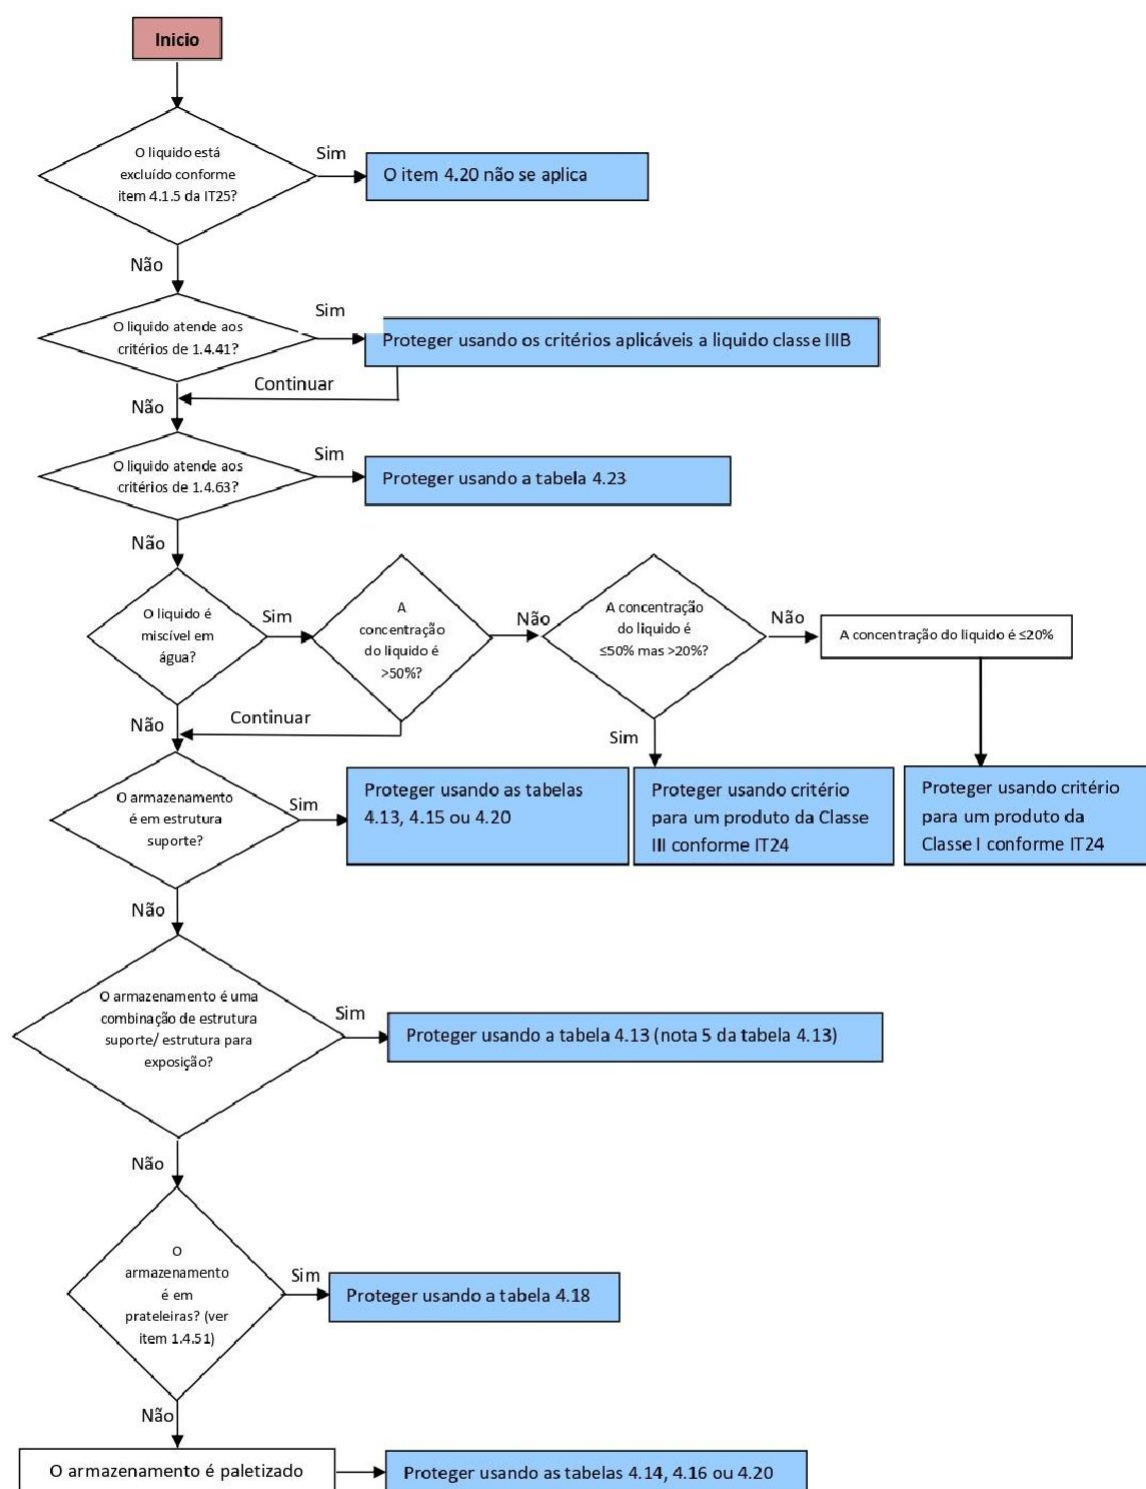 Inicio
O liquido está
excluído conforme
item 4.1.5 da IT25?
Sim
O item 4.20 não se aplica
Não
O liquido atende aos
critérios de 1.4.41?
Sim
Proteger usando os critérios aplicáveis a liquido classe IIIB
Continuar
Não
O liquido atende aos
critérios de 1.4.63?
Sim
Proteger usando a tabela 4.23
Não
O liquido é
miscível em
água?
Sim
A
concentração
do liquido é
>50%?
Não
A concentração
do liquido é
≤50% mas >20%?
Não
A concentração do liquido é ≤20%
Continuar
Não
Sim
O armazenamento
é em estrutura
suporte?
Sim
Proteger usando as tabelas
4.13, 4.15 ou 4.20
Proteger usando critério
para um produto da Classe
III conforme IT24
Proteger usando critério
para um produto da
Classe I conforme IT24
Não
O armazenamento é uma
combinação de estrutura
suporte/ estrutura para
exposição?
Sim
Proteger usando a tabela 4.13 (nota 5 da tabela 4.13)
Não
O
armazenamento
é em
prateleiras? (ver
item 1.4.51)
Sim
Proteger usando a tabela 4.18
Não
O armazenamento é paletizado
Proteger usando as tabelas 4.14, 4.16 ou 4.20